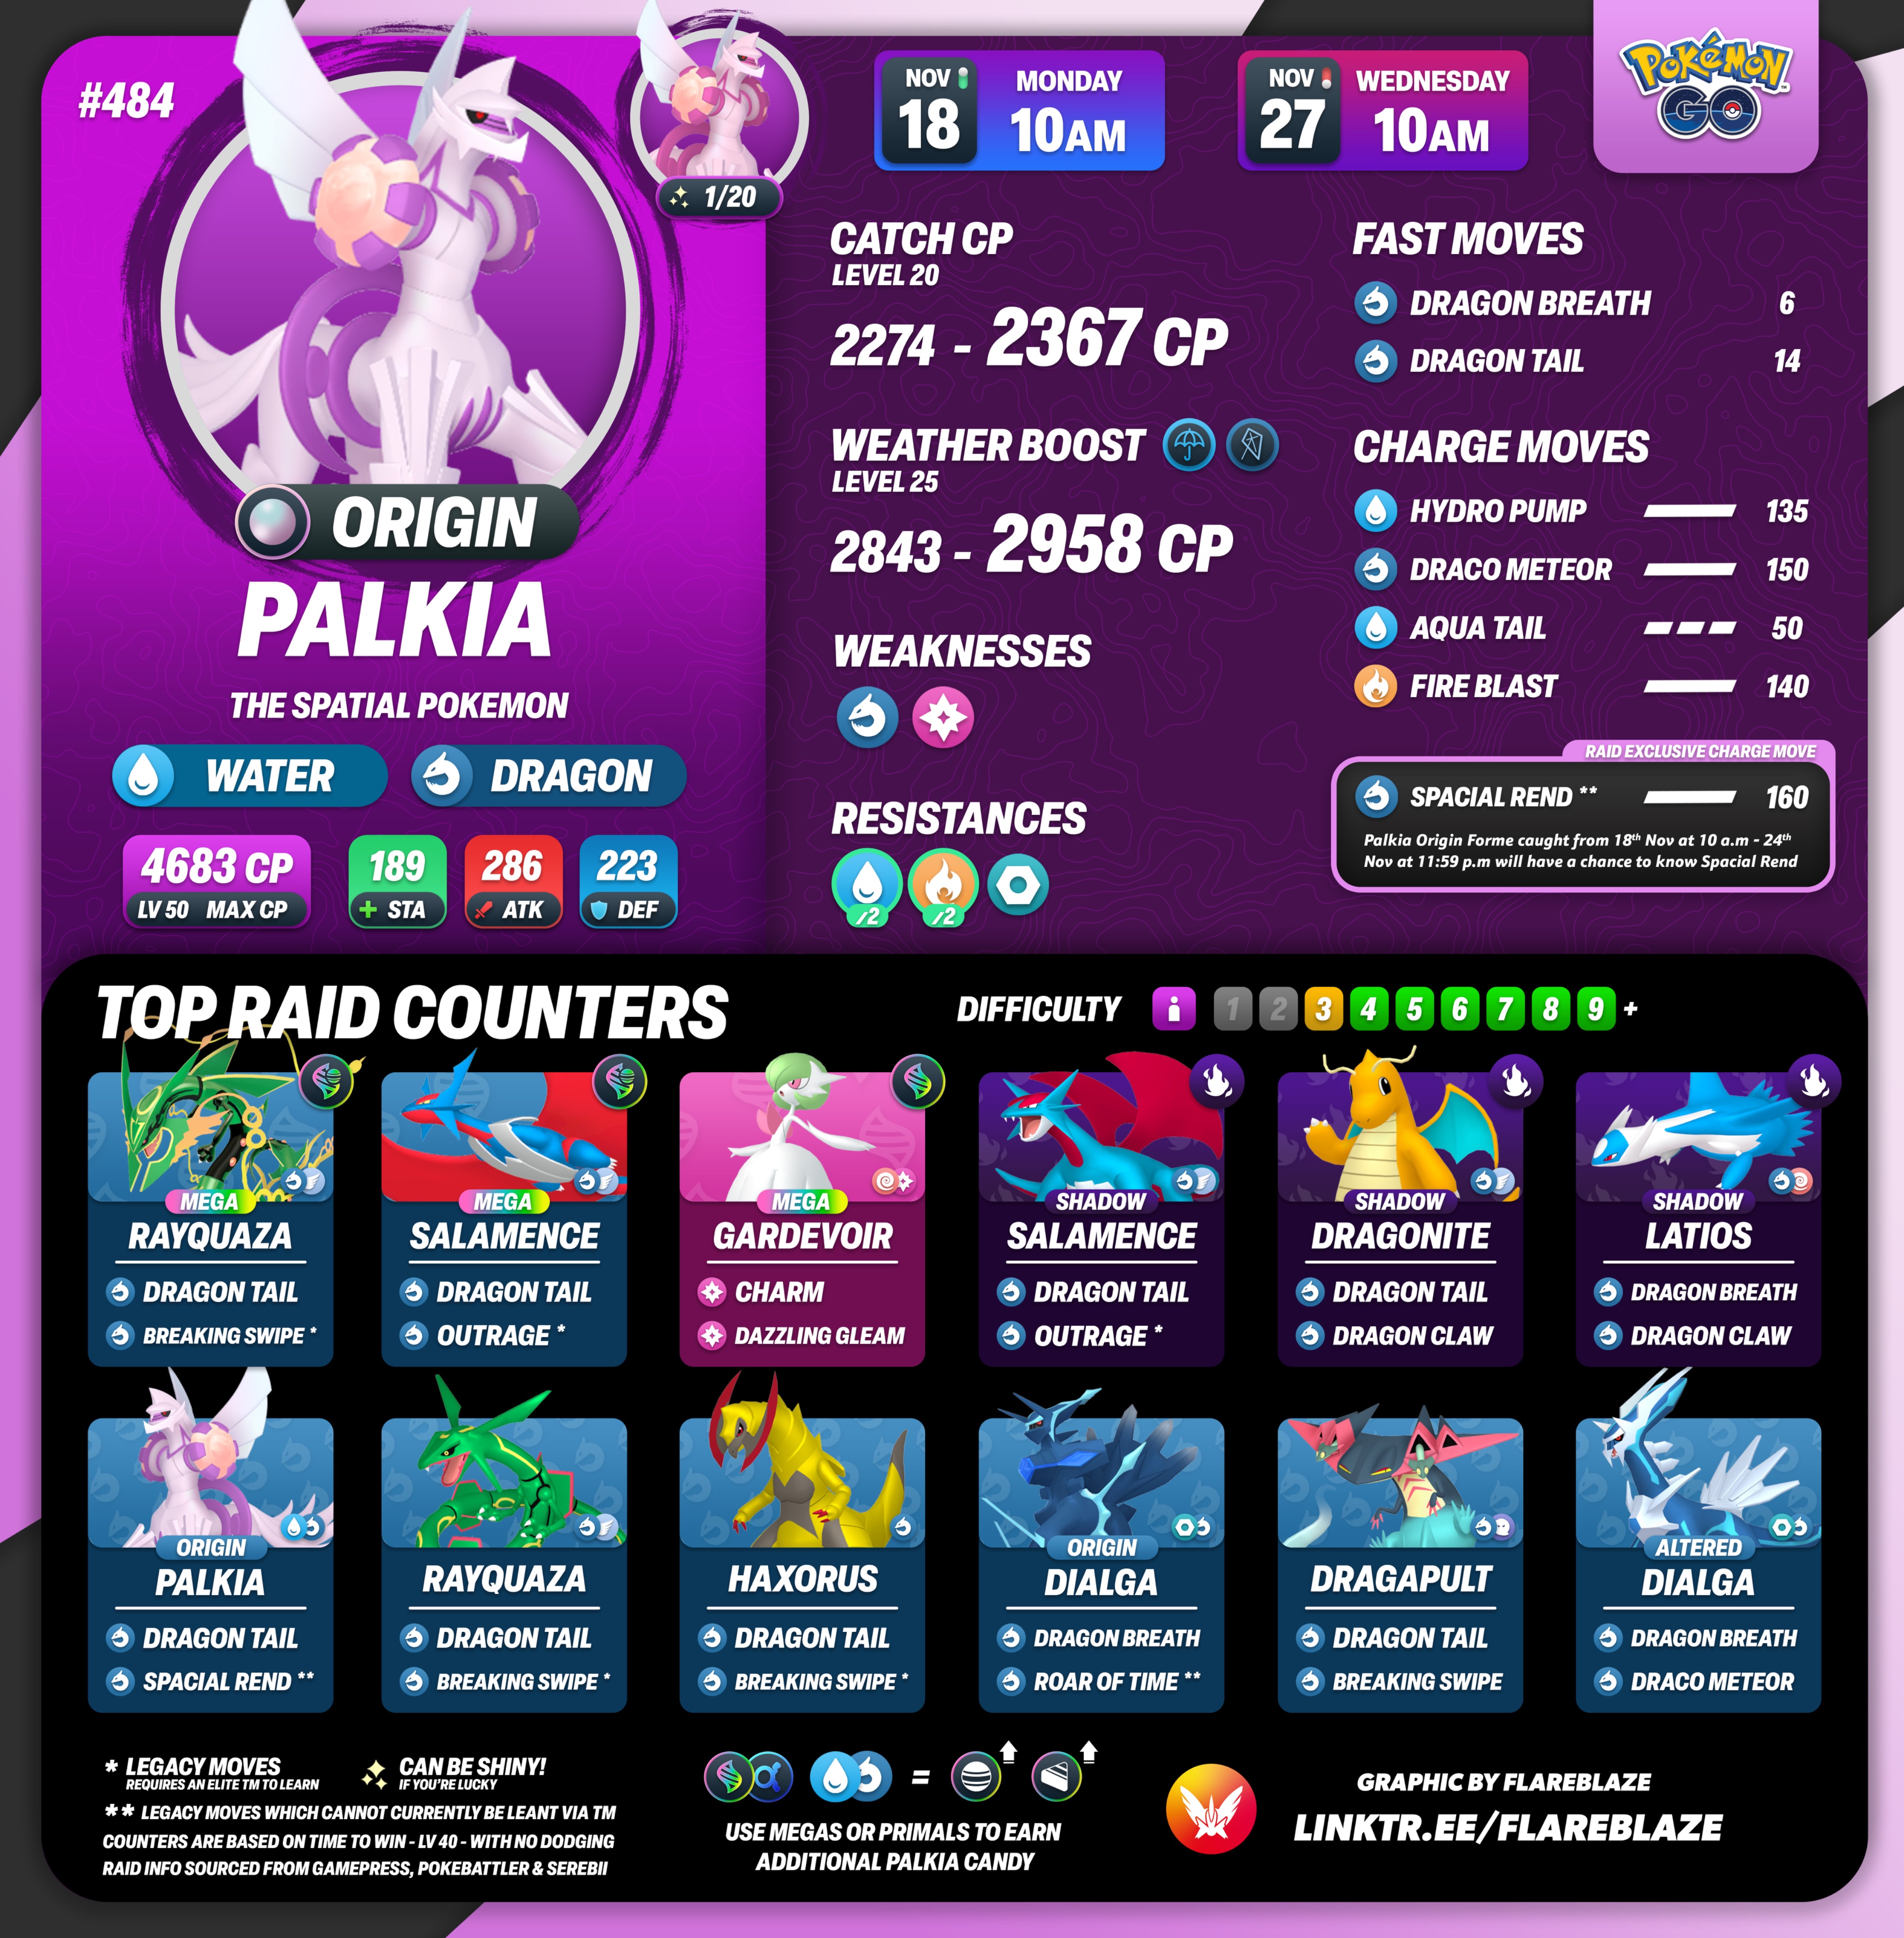 #484
1/20
NOV
18
MONDAY
10AM
NOV
27
WEDNESDAY
10AM
POKéMON
GO
ORIGIN
PALKIA
THE SPATIAL POKEMON
WATER
DRAGON
4683 CP
LV 50 MAX CP
189
STA
286
ATK
223
DEF
CATCH CP
LEVEL 20
2274 - 2367 CP
WEATHER BOOST
LEVEL 25
2843 - 2958 CP
WEAKNESSES
RESISTANCES
/2
/2
FAST MOVES
DRAGON BREATH 6
DRAGON TAIL 14
CHARGE MOVES
HYDRO PUMP 135
DRACO METEOR 150
AQUA TAIL 50
FIRE BLAST 140
RAID EXCLUSIVE CHARGE MOVE
SPACIAL REND ** 160
Palkia Origin Forme caught from 18th Nov at 10 a.m - 24th
Nov at 11:59 p.m will have a chance to know Spacial Rend
TOP RAID COUNTERS
DIFFICULTY 1 2 3 4 5 6 7 8 9 +
MEGA
RAYQUAZA
DRAGON TAIL
BREAKING SWIPE *
MEGA
SALAMENCE
DRAGON TAIL
OUTRAGE *
MEGA
GARDEVOIR
CHARM
DAZZLING GLEAM
SHADOW
SALAMENCE
DRAGON TAIL
OUTRAGE *
SHADOW
DRAGONITE
DRAGON TAIL
DRAGON CLAW
SHADOW
LATIOS
DRAGON BREATH
DRAGON CLAW
ORIGIN
PALKIA
DRAGON TAIL
SPACIAL REND **
RAYQUAZA
DRAGON TAIL
BREAKING SWIPE *
HAXORUS
DRAGON TAIL
BREAKING SWIPE *
ORIGIN
DIALGA
DRAGON BREATH
ROAR OF TIME **
DRAGAPULT
DRAGON TAIL
BREAKING SWIPE
ALTERED
DIALGA
DRAGON BREATH
DRACO METEOR
* LEGACY MOVES
REQUIRES AN ELITE TM TO LEARN
CAN BE SHINY!
IF YOU'RE LUCKY
** LEGACY MOVES WHICH CANNOT CURRENTLY BE LEANT VIA TM
COUNTERS ARE BASED ON TIME TO WIN - LV 40 - WITH NO DODGING
RAID INFO SOURCED FROM GAMEPRESS, POKEBATTLER & SEREBII
=
USE MEGAS OR PRIMALS TO EARN
ADDITIONAL PALKIA CANDY
GRAPHIC BY FLAREBLAZE
LINKTR.EE/FLAREBLAZE